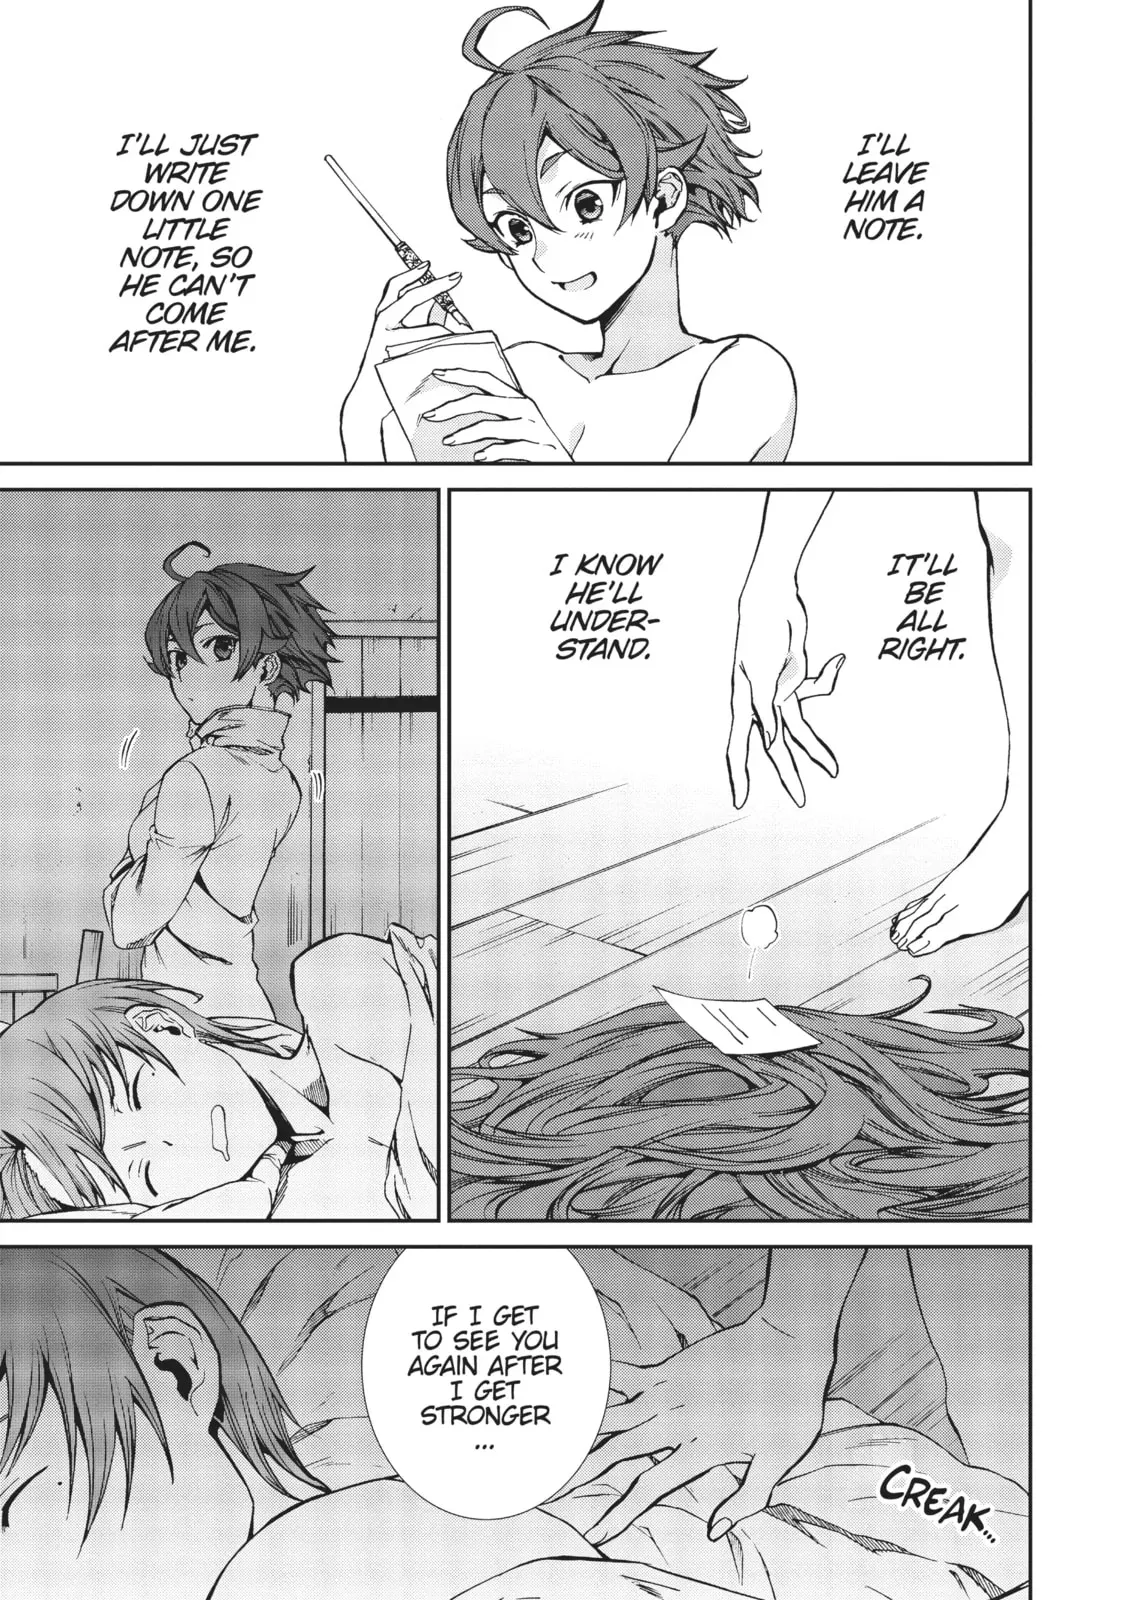 I'LL
LEAVE
HIM A
NOTE.
I'LL JUST
WRITE
DOWN ONE
LITTLE
NOTE, SO
HE CAN'T
COME
AFTER ME.
IT'LL
BE
ALL
RIGHT.
I KNOW
HE'LL
UNDER-
STAND.
IF I GET
TO SEE YOU
AGAIN AFTER
I GET
STRONGER
...
CREAK...